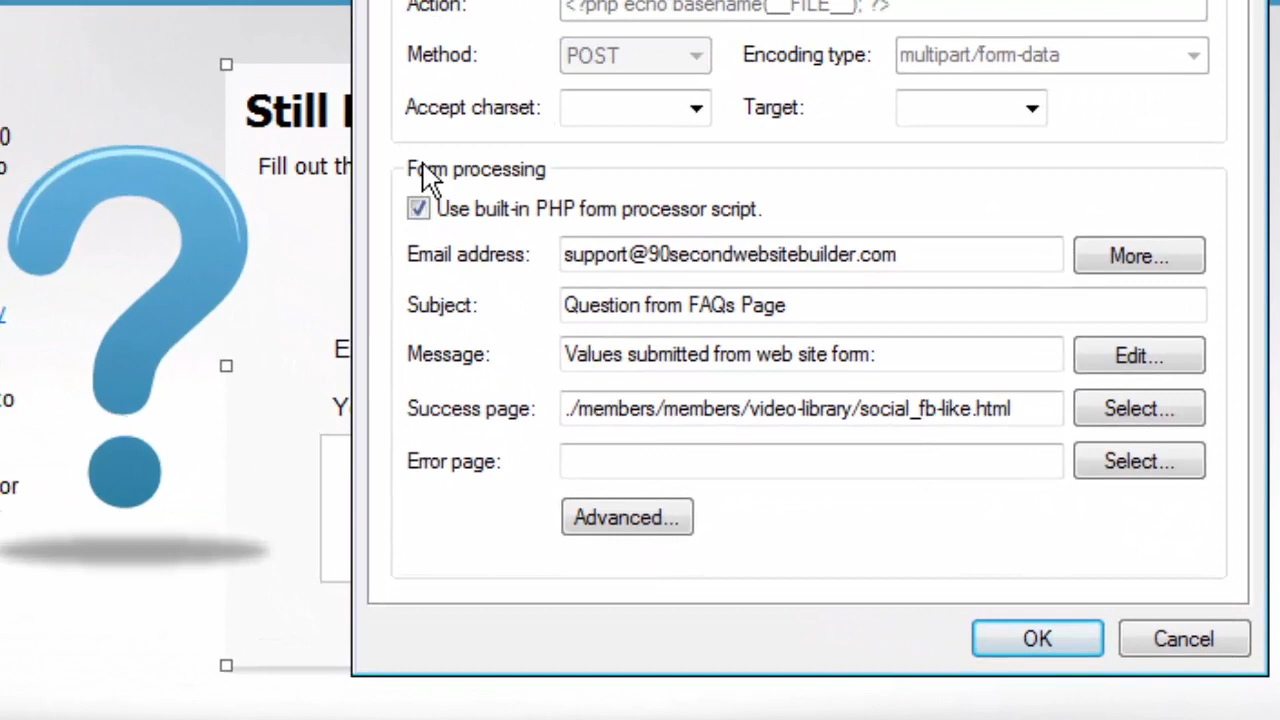 Action: <?php echo basename(__FILE__); ?>
Method: POST Encoding type: multipart/form-data
Accept charset: Target:
Still
Fill out th
Form processing
Use built-in PHP form processor script.
Email address: support@90secondwebsitebuilder.com More...
Subject: Question from FAQs Page
Message: Values submitted from web site form: Edit...
Success page: ./members/members/video-library/social_fb-like.html Select...
Error page: Select...
Advanced...
OK Cancel